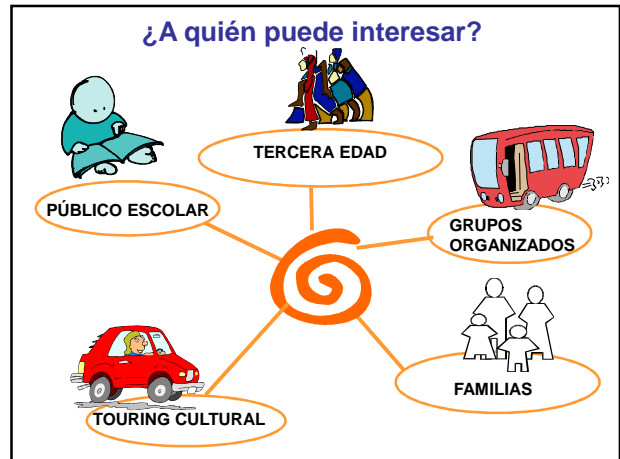 ¿A quién puede interesar?
TERCERA EDAD
PÚBLICO ESCOLAR
GRUPOS
ORGANIZADOS
FAMILIAS
TOURING CULTURAL